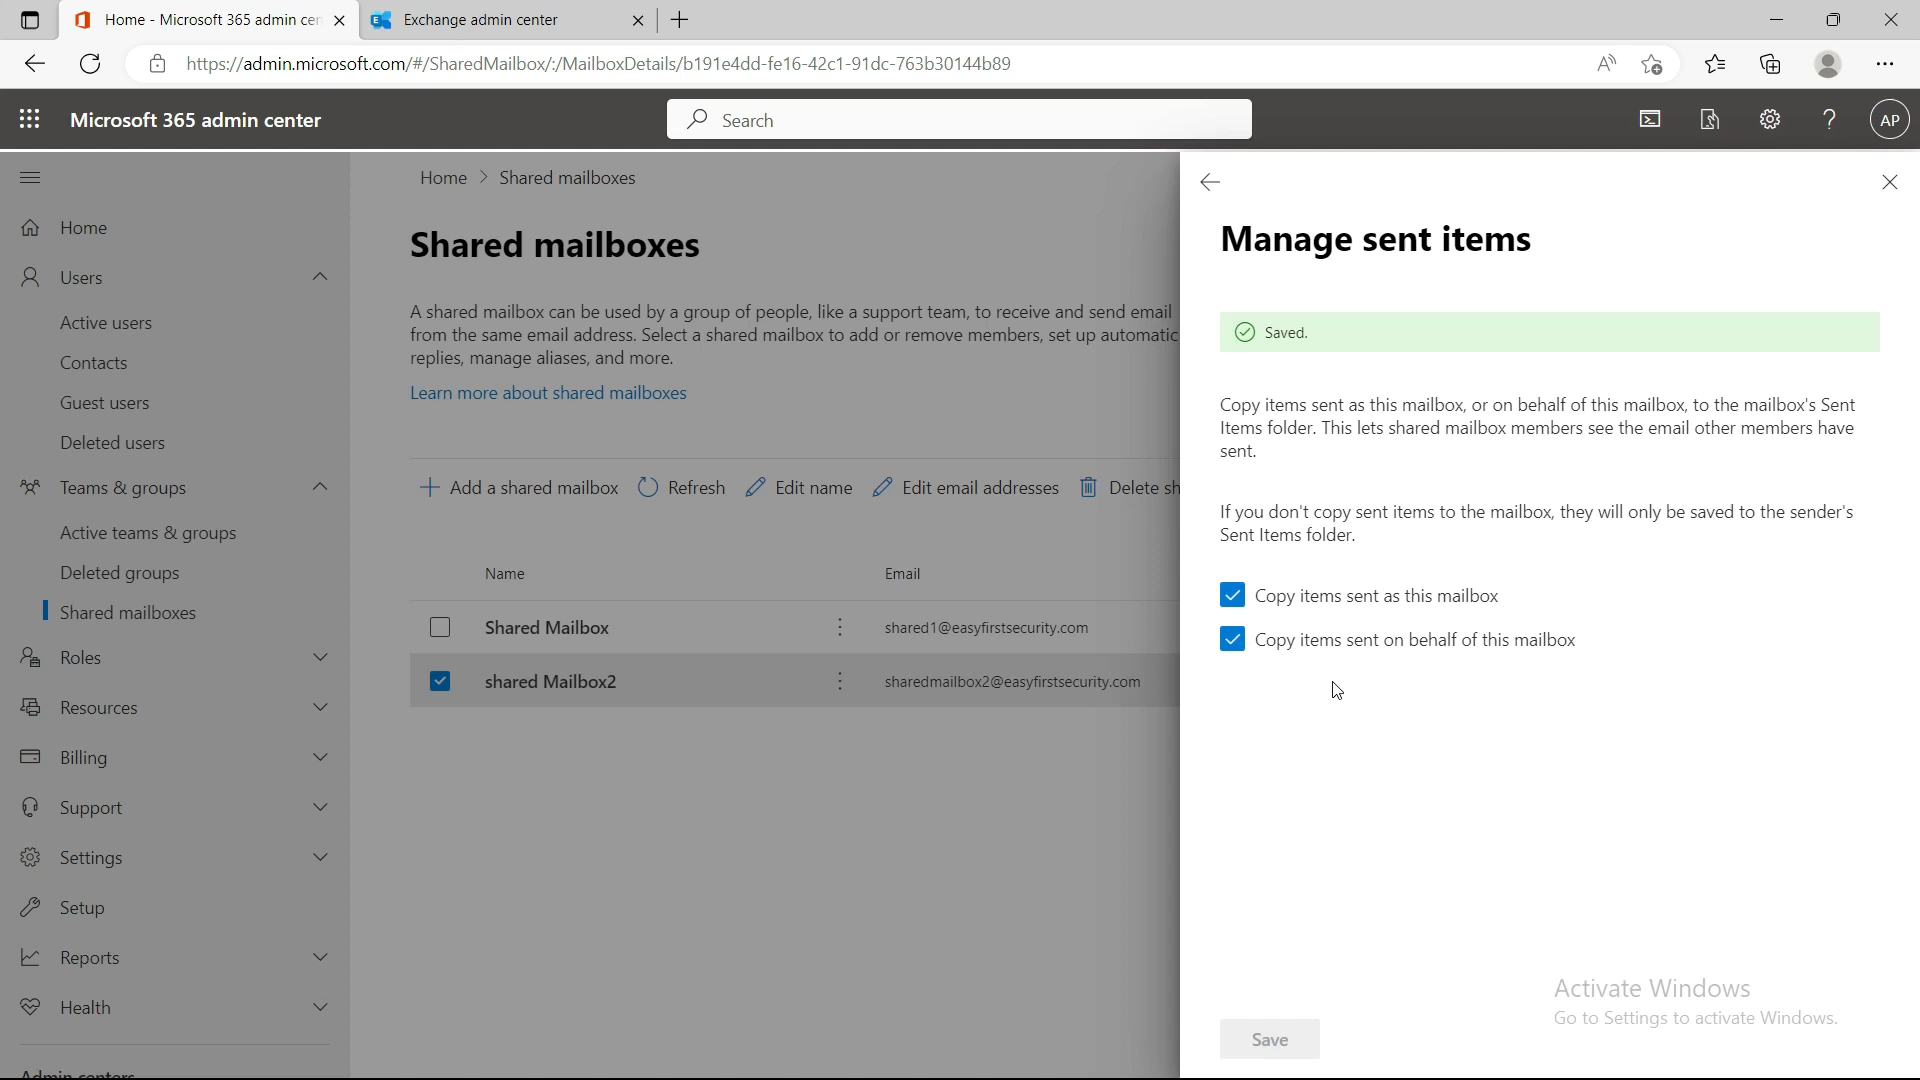 Home - Microsoft 365 admin cen
Exchange admin center
https://admin.microsoft.com/#/SharedMailbox/:/MailboxDetails/b191e4dd-fe16-42c1-91dc-763b30144b89
Microsoft 365 admin center
Search
AP
Home
Users
Active users
Contacts
Guest users
Deleted users
Teams & groups
Active teams & groups
Deleted groups
Shared mailboxes
Roles
Resources
Billing
Support
Settings
Setup
Reports
Health
Admin centers
Home > Shared mailboxes
Shared mailboxes
A shared mailbox can be used by a group of people, like a support team, to receive and send email
from the same email address. Select a shared mailbox to add or remove members, set up automatic
replies, manage aliases, and more.
Learn more about shared mailboxes
Add a shared mailbox Refresh Edit name Edit email addresses Delete sh
Name Email
Shared Mailbox shared1@easyfirstsecurity.com
shared Mailbox2 sharedmailbox2@easyfirstsecurity.com
Manage sent items
Saved.
Copy items sent as this mailbox, or on behalf of this mailbox, to the mailbox's Sent
Items folder. This lets shared mailbox members see the email other members have
sent.
If you don't copy sent items to the mailbox, they will only be saved to the sender's
Sent Items folder.
Copy items sent as this mailbox
Copy items sent on behalf of this mailbox
Activate Windows
Go to Settings to activate Windows.
Save